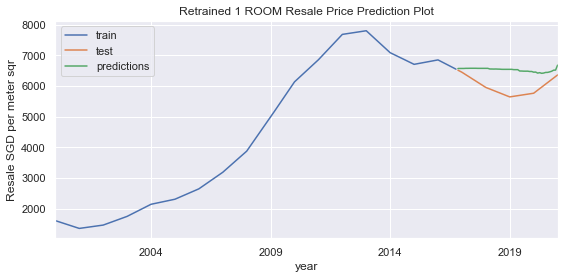 Retrained 1 ROOM Resale Price Prediction Plot
8000
7000
6000
5000
4000
3000
2000
Resale SGD per meter sqr
train
test
predictions
2004
2009
2014
2019
year